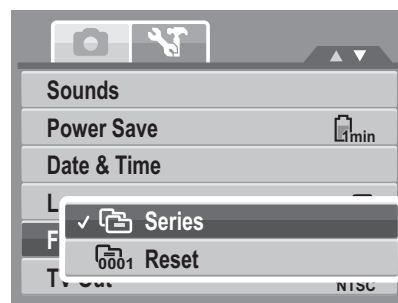 Sounds
Power Save 1min
Date & Time
L
✓ Series
F
0001 Reset
NTSC